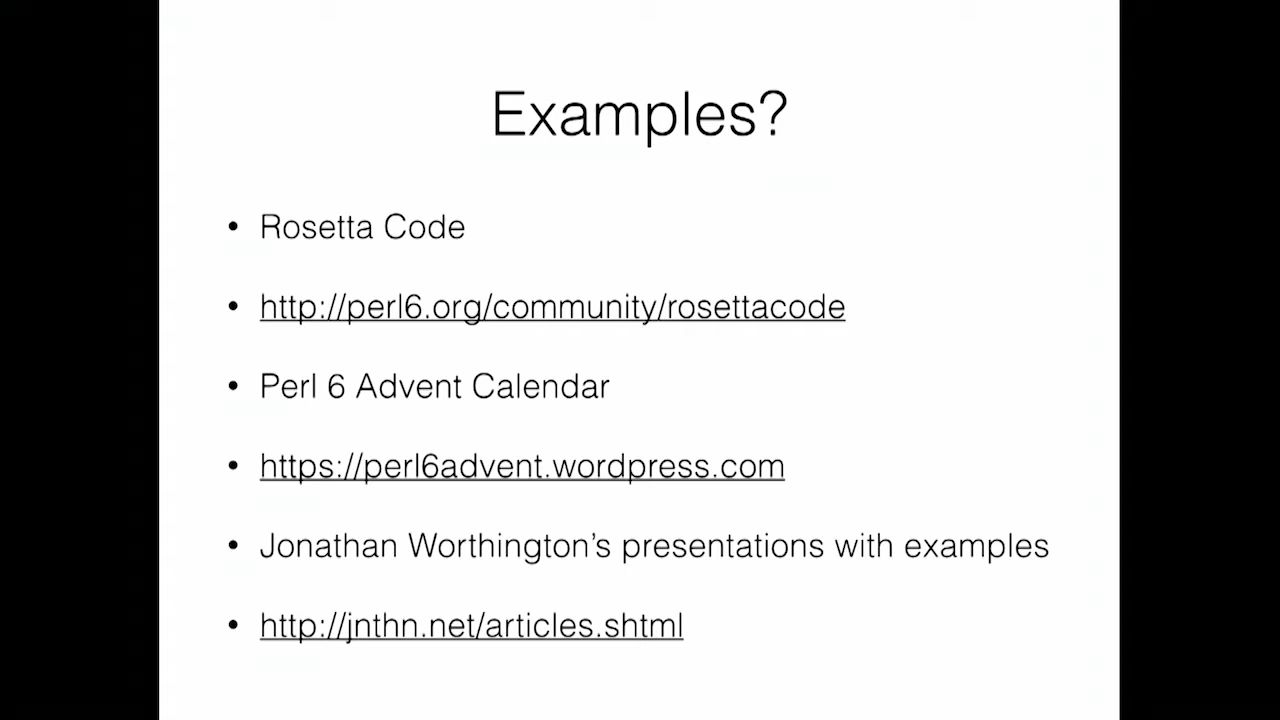 Examples?
• Rosetta Code
• http://perl6.org/community/rosettacode
• Perl 6 Advent Calendar
• https://perl6advent.wordpress.com
• Jonathan Worthington’s presentations with examples
• http://jnthn.net/articles.shtml